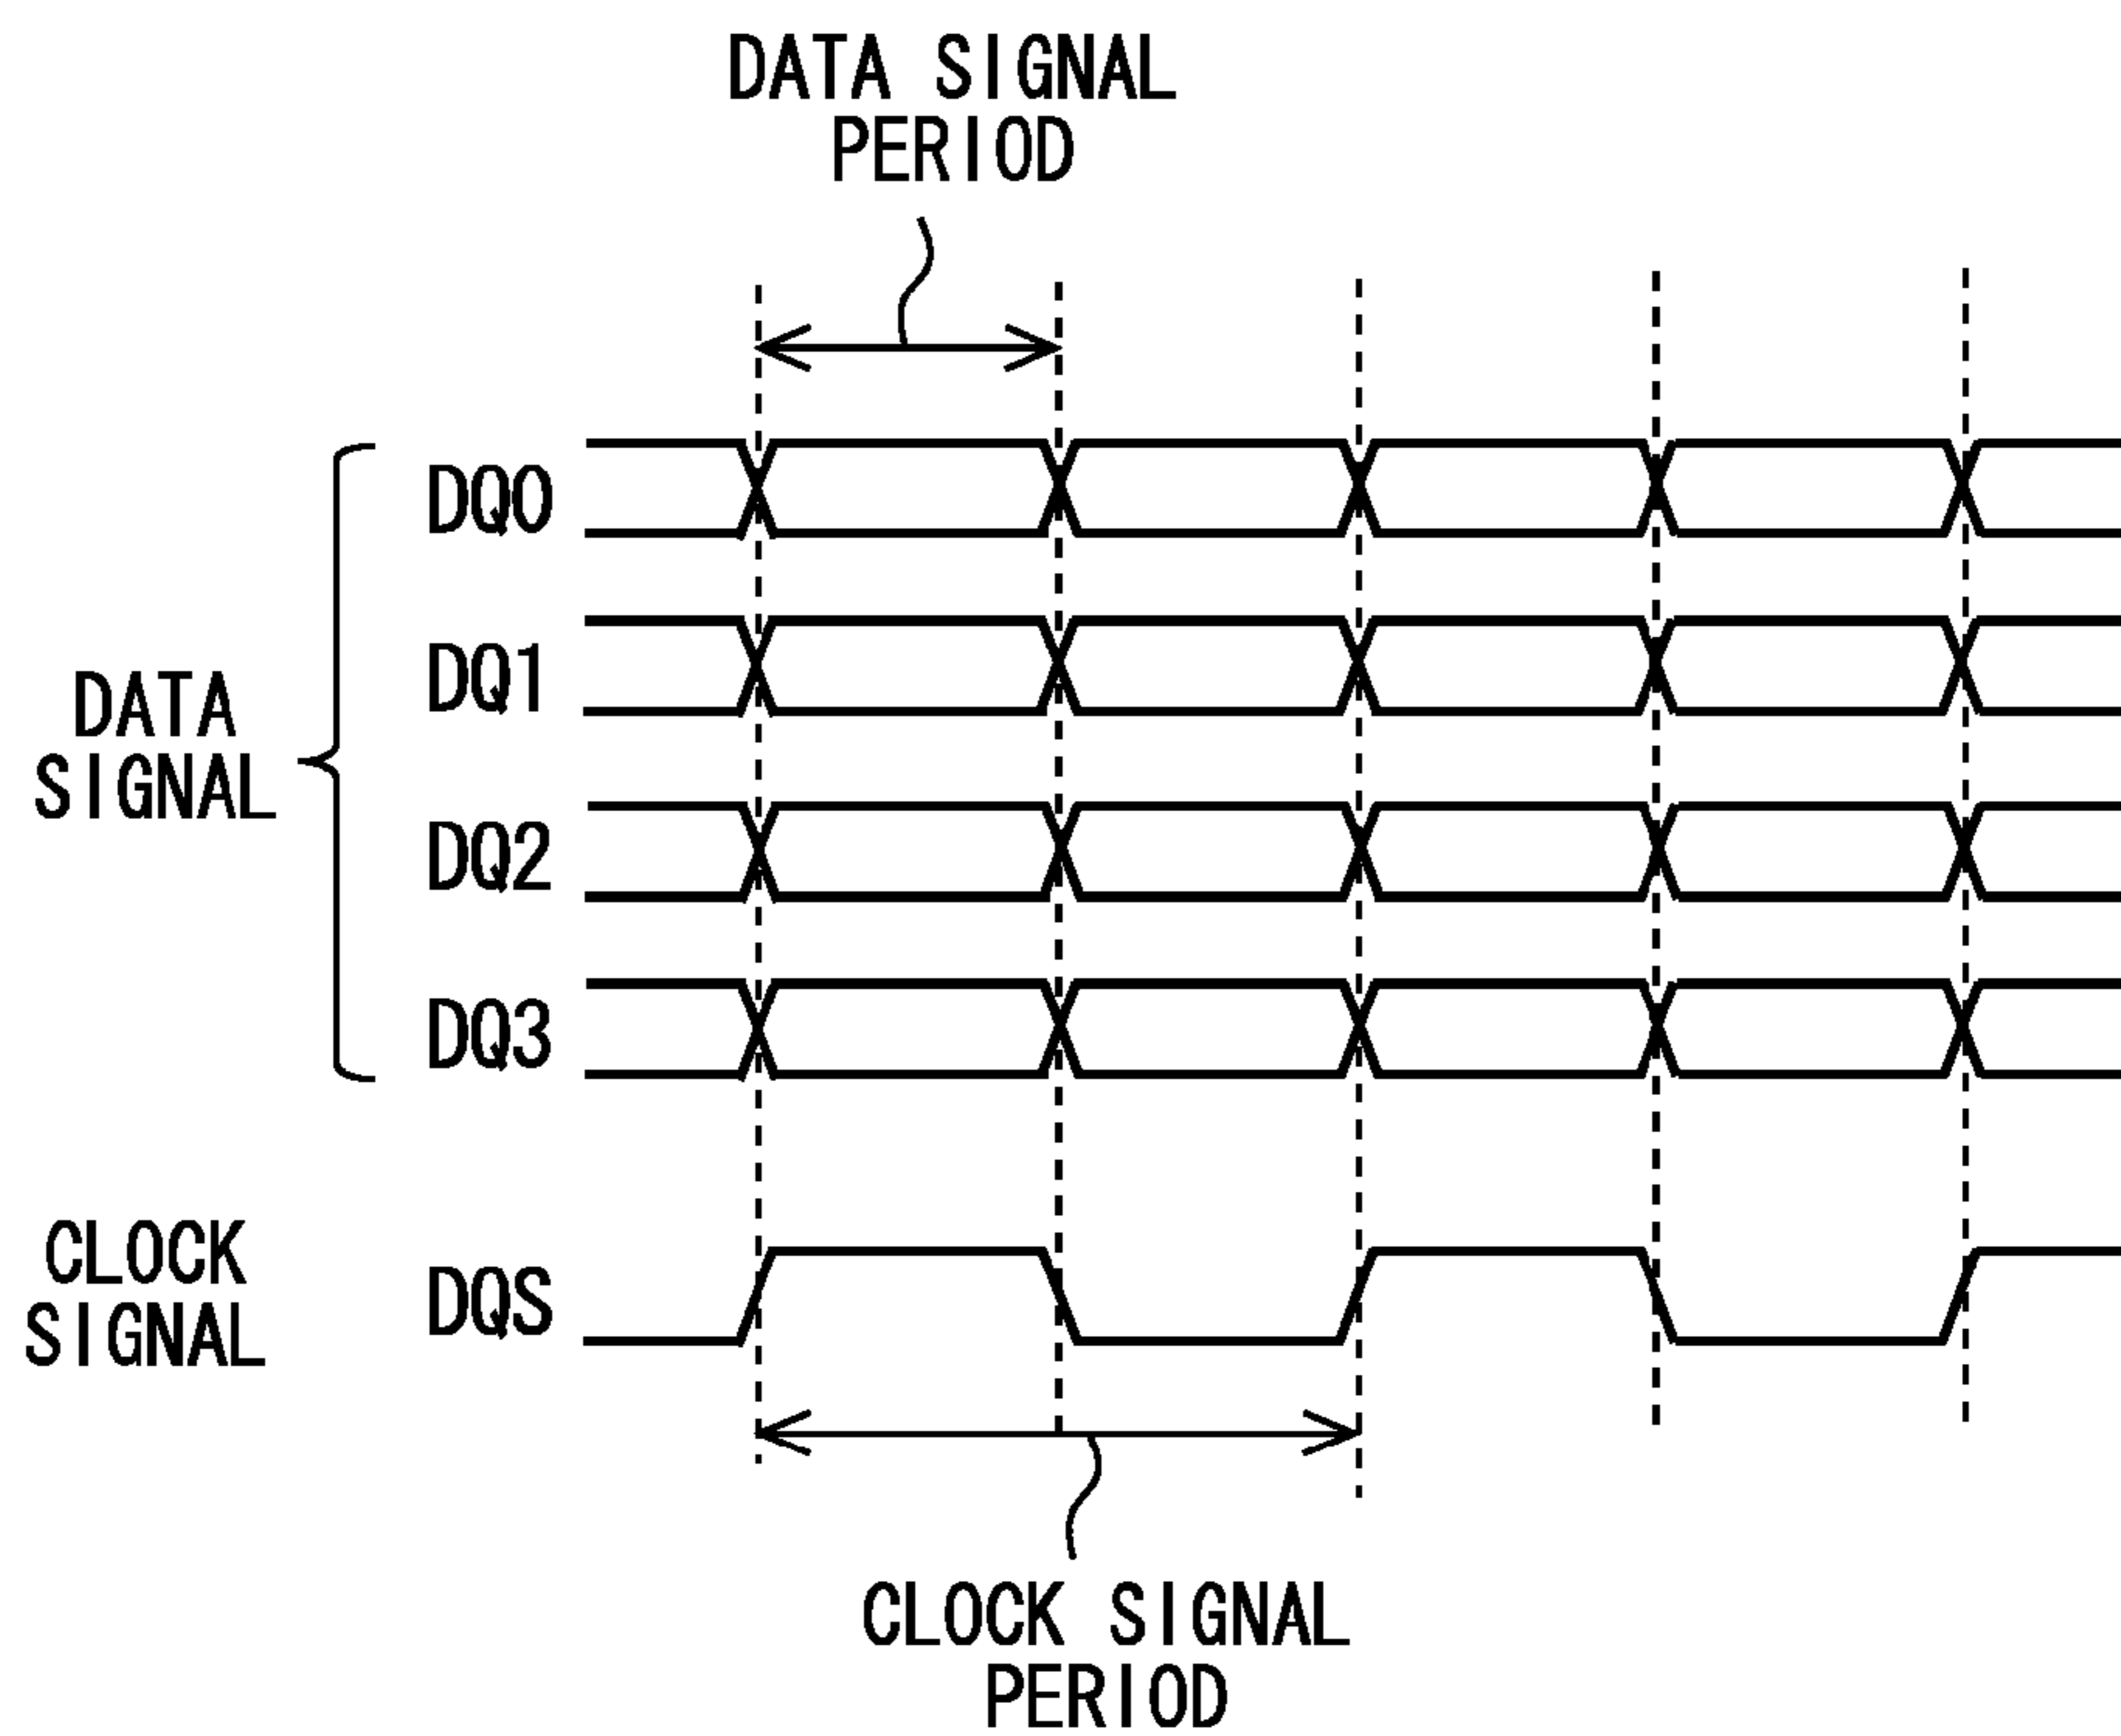 DATA SIGNAL
PERIOD
DQ0
DQ1
DATA
SIGNAL
DQ2
DQ3
CLOCK
SIGNAL
DQS
CLOCK SIGNAL
PERIOD